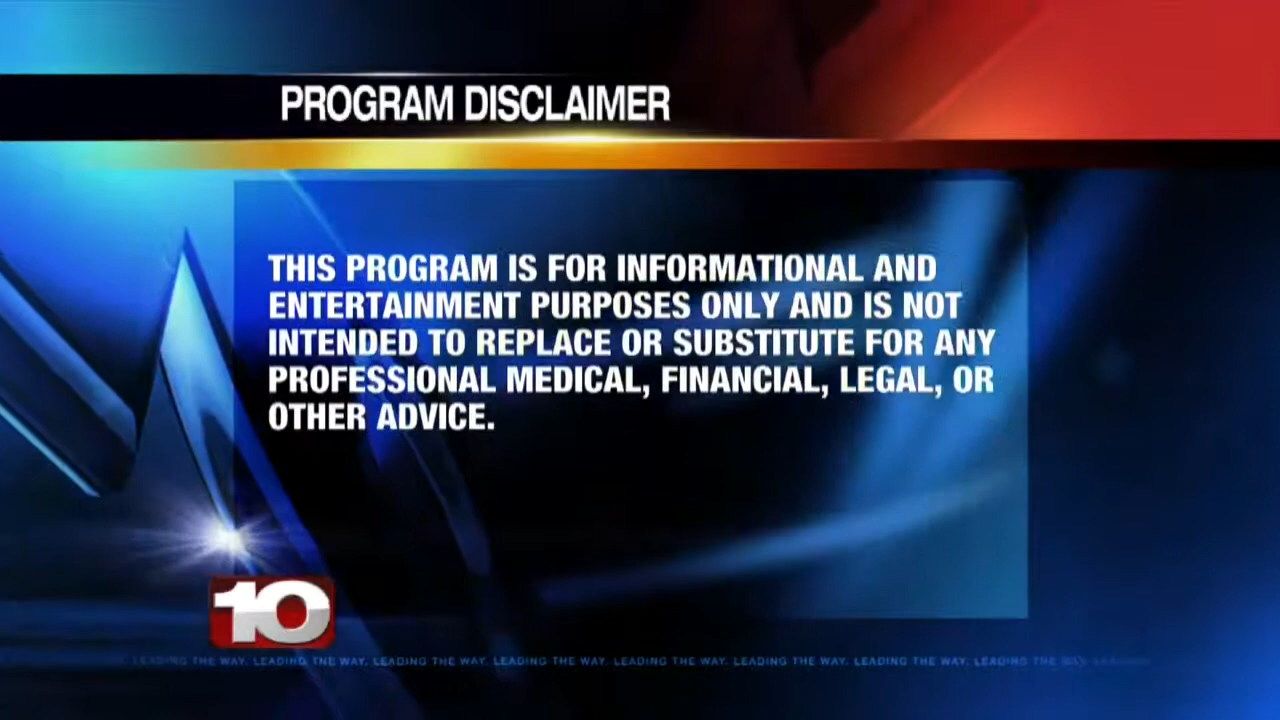 PROGRAM DISCLAIMER
THIS PROGRAM IS FOR INFORMATIONAL AND
ENTERTAINMENT PURPOSES ONLY AND IS NOT
INTENDED TO REPLACE OR SUBSTITUTE FOR ANY
PROFESSIONAL MEDICAL, FINANCIAL, LEGAL, OR
OTHER ADVICE.
10
LEADING THE WAY. LEADING THE WAY. LEADING THE WAY. LEADING THE WAY. LEADING THE WAY. LEADING THE WAY. LEADING THE WAY. LEADING THE WAY.